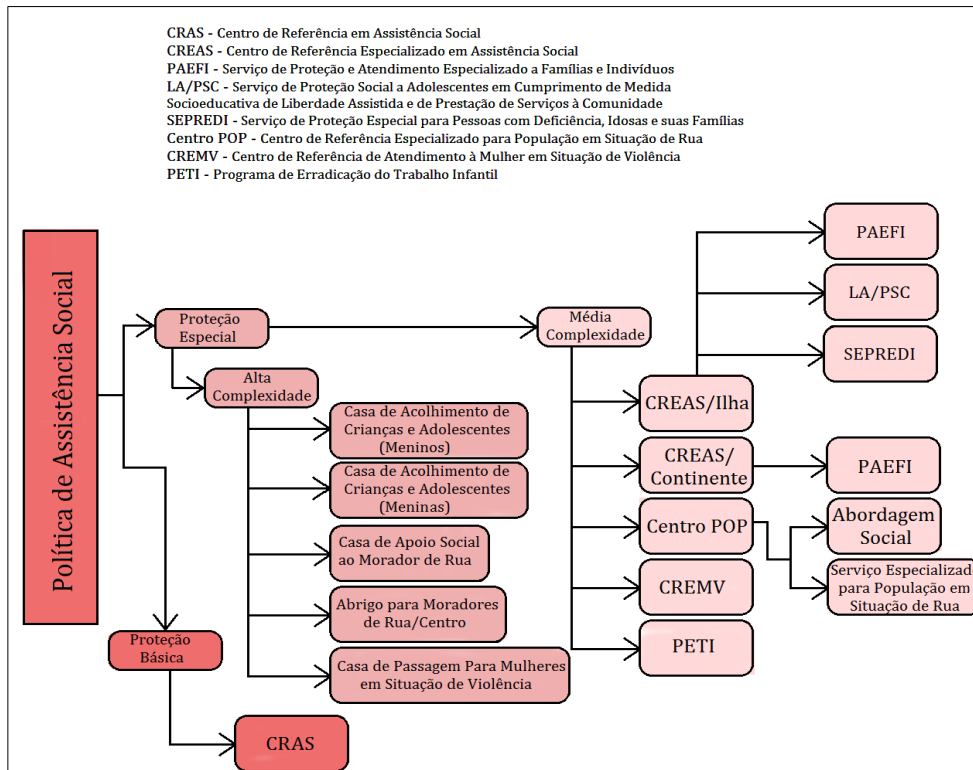 CRAS - Centro de Referência em Assistência Social
CREAS - Centro de Referência Especializado em Assistência Social
PAEFI - Serviço de Proteção e Atendimento Especializado a Famílias e Indivíduos
LA/PSC - Serviço de Proteção Social a Adolescentes em Cumprimento de Medida
Socioeducativa de Liberdade Assistida e de Prestação de Serviços à Comunidade
SEPREDI - Serviço de Proteção Especial para Pessoas com Deficiência, Idosas e suas Famílias
Centro POP - Centro de Referência Especializado para População em Situação de Rua
CREMV - Centro de Referência de Atendimento à Mulher em Situação de Violência
PETI - Programa de Erradicação do Trabalho Infantil
Política de Assistência Social
Proteção
Especial
Alta
Complexidade
Casa de Acolhimento de
Crianças e Adolescentes
(Meninos)
Casa de Acolhimento de
Crianças e Adolescentes
(Meninas)
Casa de Apoio Social
ao Morador de Rua
Abrigo para Moradores
de Rua/Centro
Casa de Passagem Para Mulheres
em Situação de Violência
Média
Complexidade
CREAS/Ilha
PAEFI
LA/PSC
SEPREDI
CREAS/
Continente
PAEFI
Centro POP
Abordagem
Social
Serviço Especializado
para População em
Situação de Rua
CREMV
PETI
Proteção
Básica
CRAS